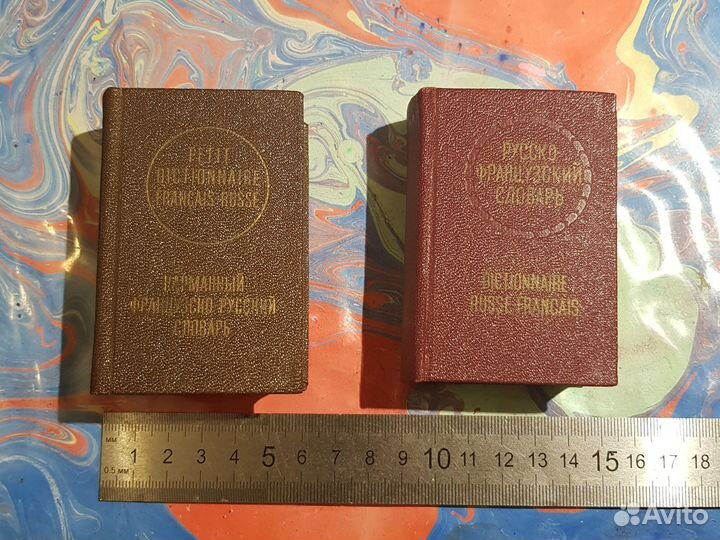 PETIT
DICTIONNAIRE
FRANÇAIS-RUSSE
КАРМАННЫЙ
ФРАНЦУЗСКО-РУССКИЙ
СЛОВАРЬ
РУССКО
ФРАНЦУЗСКИЙ
СЛОВАРЬ
DICTIONNAIRE
RUSSE-FRANÇAIS
мм
0.5 мм
1 2 3 4 5 6 7 8 9 10 11 12 13 14 15 16 17 18
Avito